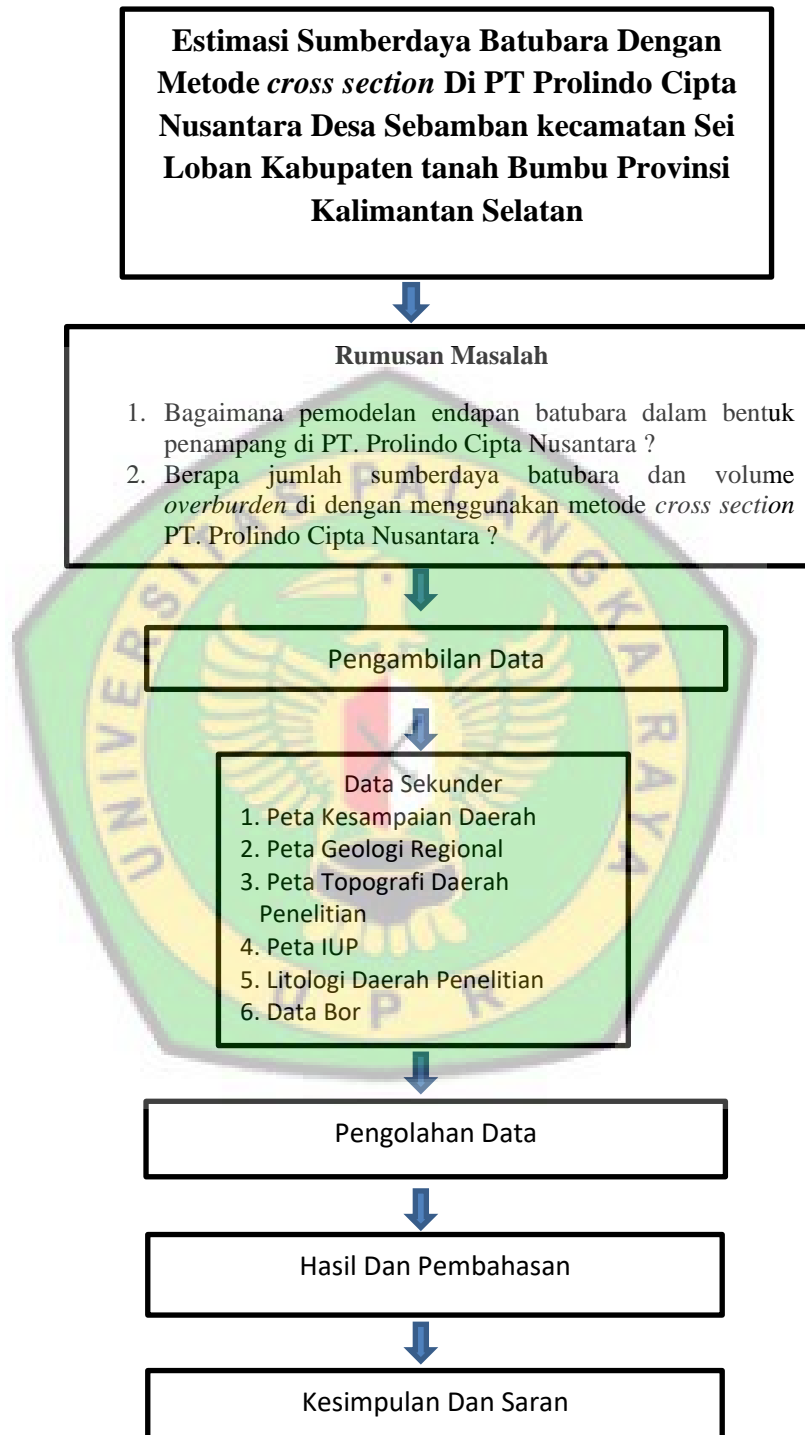 Estimasi Sumberdaya Batubara Dengan
Metode cross section Di PT Prolindo Cipta
Nusantara Desa Sebamban kecamatan Sei
Loban Kabupaten tanah Bumbu Provinsi
Kalimantan Selatan
Rumusan Masalah
1. Bagaimana pemodelan endapan batubara dalam bentuk
penampang di PT. Prolindo Cipta Nusantara ?
2. Berapa jumlah sumberdaya batubara dan volume
overburden di dengan menggunakan metode cross section
PT. Prolindo Cipta Nusantara ?
Pengambilan Data
Data Sekunder
1. Peta Kesampaian Daerah
2. Peta Geologi Regional
3. Peta Topografi Daerah
Penelitian
4. Peta IUP
5. Litologi Daerah Penelitian
6. Data Bor
Pengolahan Data
Hasil Dan Pembahasan
Kesimpulan Dan Saran
UNIVERSITAS PALANGKA RAYA
UPR